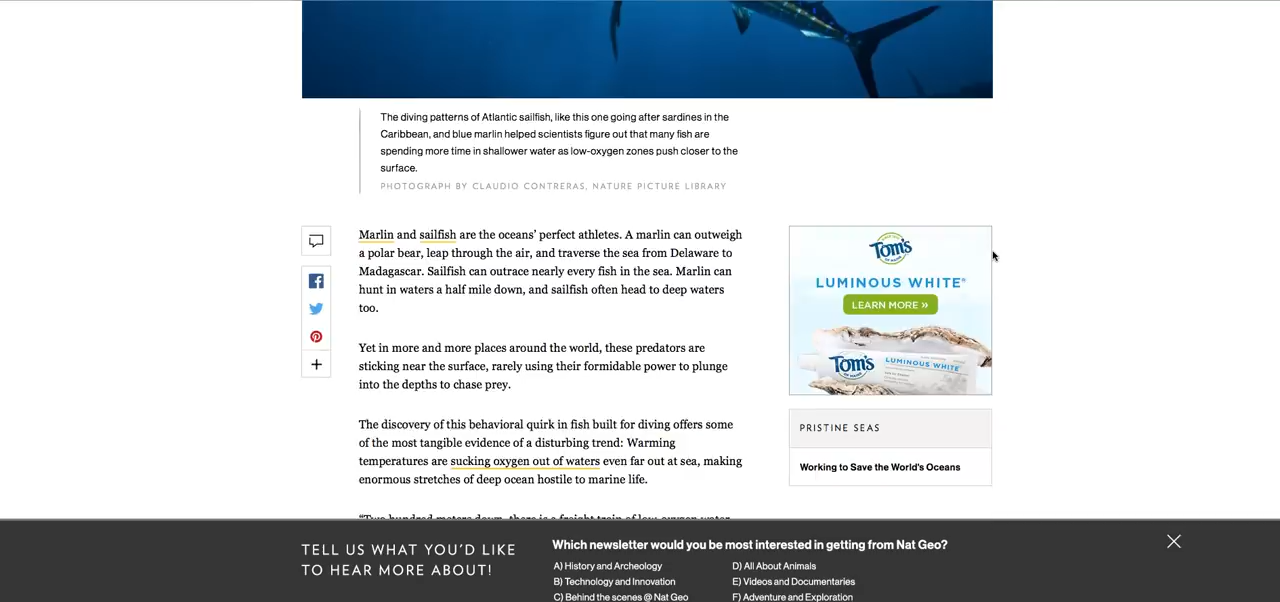 The diving patterns of Atlantic sailfish, like this one going after sardines in the
Caribbean, and blue marlin helped scientists figure out that many fish are
spending more time in shallower water as low-oxygen zones push closer to the
surface.
PHOTOGRAPH BY CLAUDIO CONTRERAS, NATURE PICTURE LIBRARY
Marlin and sailfish are the oceans’ perfect athletes. A marlin can outweigh
a polar bear, leap through the air, and traverse the sea from Delaware to
Madagascar. Sailfish can outrace nearly every fish in the sea. Marlin can
hunt in waters a half mile down, and sailfish often head to deep waters
too.
Yet in more and more places around the world, these predators are
sticking near the surface, rarely using their formidable power to plunge
into the depths to chase prey.
The discovery of this behavioral quirk in fish built for diving offers some
of the most tangible evidence of a disturbing trend: Warming
temperatures are sucking oxygen out of waters even far out at sea, making
enormous stretches of deep ocean hostile to marine life.
“Two hundred meters down, there is a freight train of low-oxygen water
Tom's
OF MAINE
LUMINOUS WHITE®
LEARN MORE »
Tom's
OF MAINE
LUMINOUS WHITE
PRISTINE SEAS
Working to Save the World's Oceans
TELL US WHAT YOU’D LIKE
TO HEAR MORE ABOUT!
Which newsletter would you be most interested in getting from Nat Geo?
A) History and Archeology
B) Technology and Innovation
C) Behind the scenes @ Nat Geo
D) All About Animals
E) Videos and Documentaries
F) Adventure and Exploration